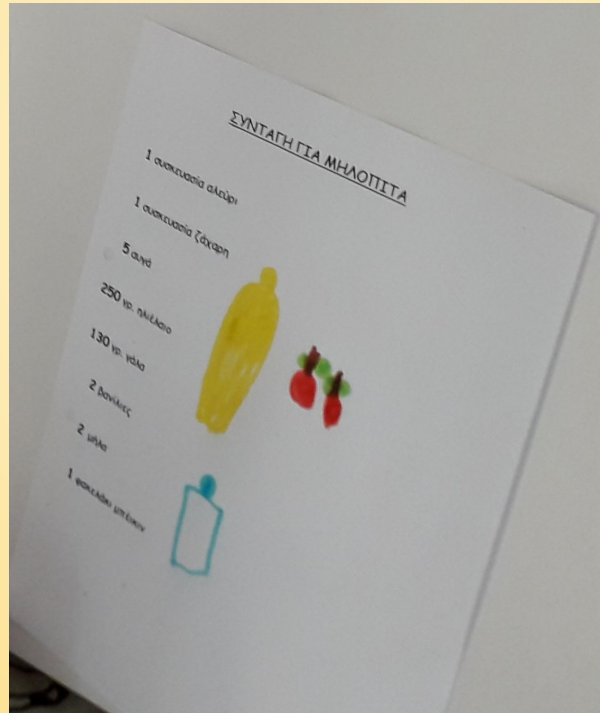 ΣΥΝΤΑΓΗ ΓΙΑ ΜΗΛΟΠΙΤΑ
1 συσκευασία αλεύρι
1 συσκευασία ζάχαρη
5 αυγά
250 γρ. ηλιέλαιο
130 γρ. γάλα
2 βανίλιες
2 μήλα
1 φακελάκι μπέικιν